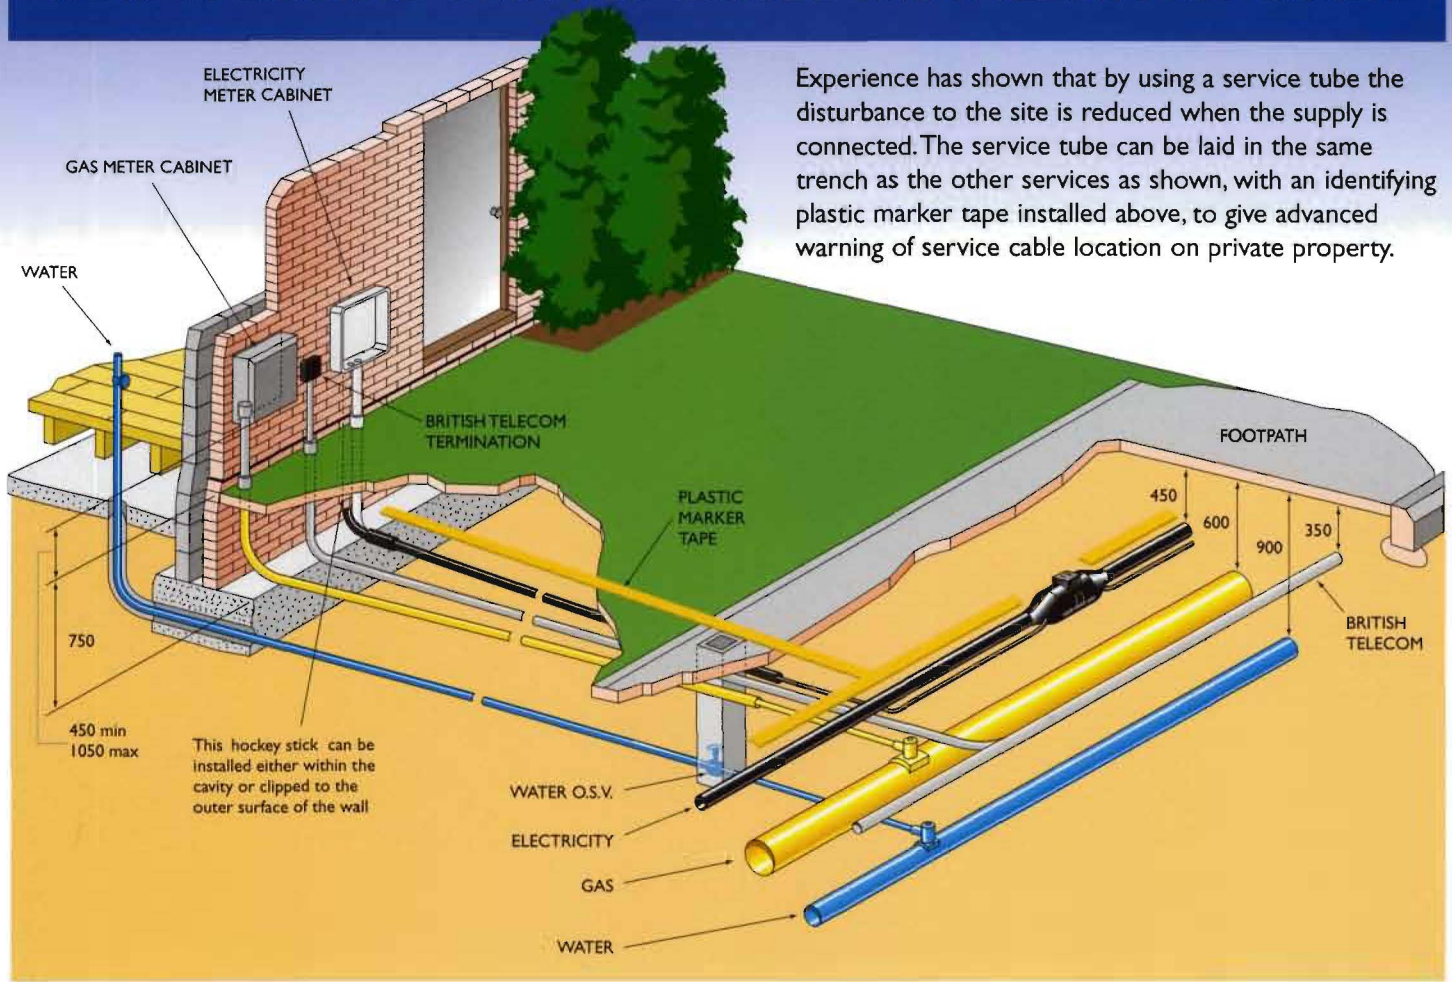 ELECTRICITY
METER CABINET
Experience has shown that by using a service tube the
disturbance to the site is reduced when the supply is
connected. The service tube can be laid in the same
trench as the other services as shown, with an identifying
plastic marker tape installed above, to give advanced
warning of service cable location on private property.
GAS METER CABINET
WATER
BRITISH TELECOM
TERMINATION
FOOTPATH
PLASTIC
MARKER
TAPE
450
600
900
350
BRITISH
TELECOM
750
450 min
1050 max
This hockey stick can be
installed either within the
cavity or clipped to the
outer surface of the wall
WATER O.S.V.
ELECTRICITY
GAS
WATER